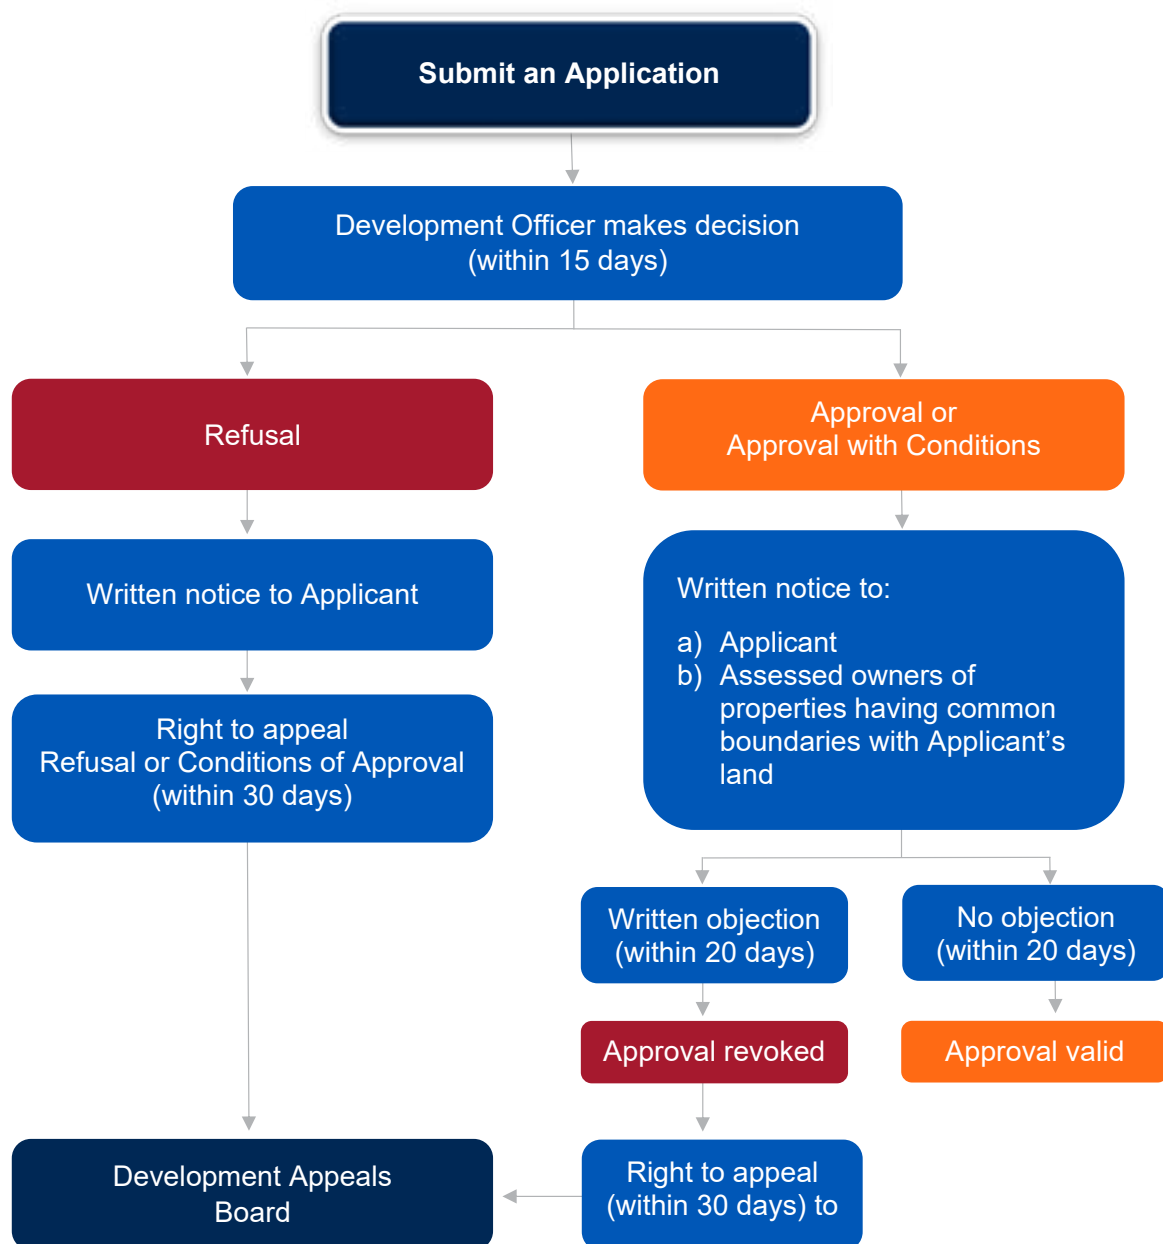 Submit an Application
Development Officer makes decision
(within 15 days)
Refusal
Approval or
Approval with Conditions
Written notice to Applicant
Written notice to:
a) Applicant
b) Assessed owners of
properties having common
boundaries with Applicant’s
land
Right to appeal
Refusal or Conditions of Approval
(within 30 days)
Written objection
(within 20 days)
No objection
(within 20 days)
Approval revoked
Approval valid
Development Appeals
Board
Right to appeal
(within 30 days) to